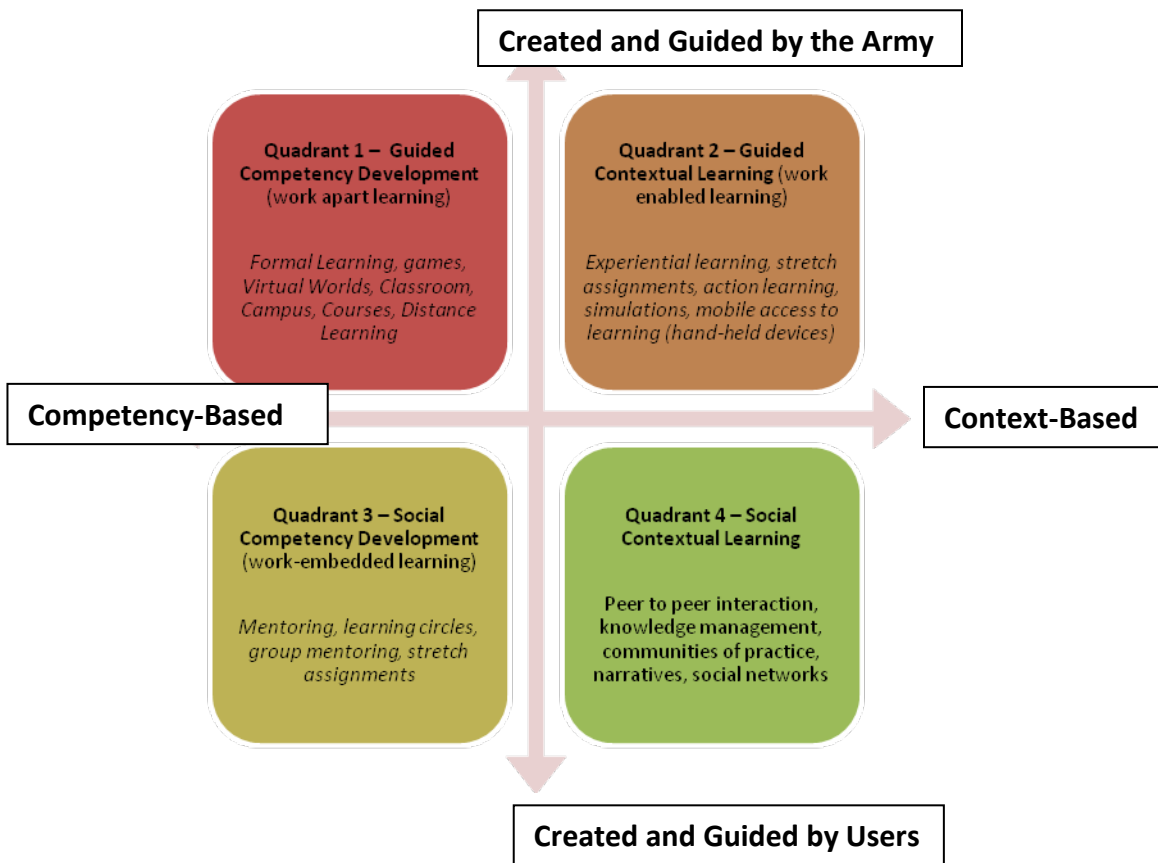 Created and Guided by the Army
Quadrant 1 – Guided
Competency Development
(work apart learning)
Formal Learning, games,
Virtual Worlds, Classroom,
Campus, Courses, Distance
Learning
Quadrant 2 – Guided
Contextual Learning (work
enabled learning)
Experiential learning, stretch
assignments, action learning,
simulations, mobile access to
learning (hand-held devices)
Competency-Based
Context-Based
Quadrant 3 – Social
Competency Development
(work-embedded learning)
Mentoring, learning circles,
group mentoring, stretch
assignments
Quadrant 4 – Social
Contextual Learning
Peer to peer interaction,
knowledge management,
communities of practice,
narratives, social networks
Created and Guided by Users